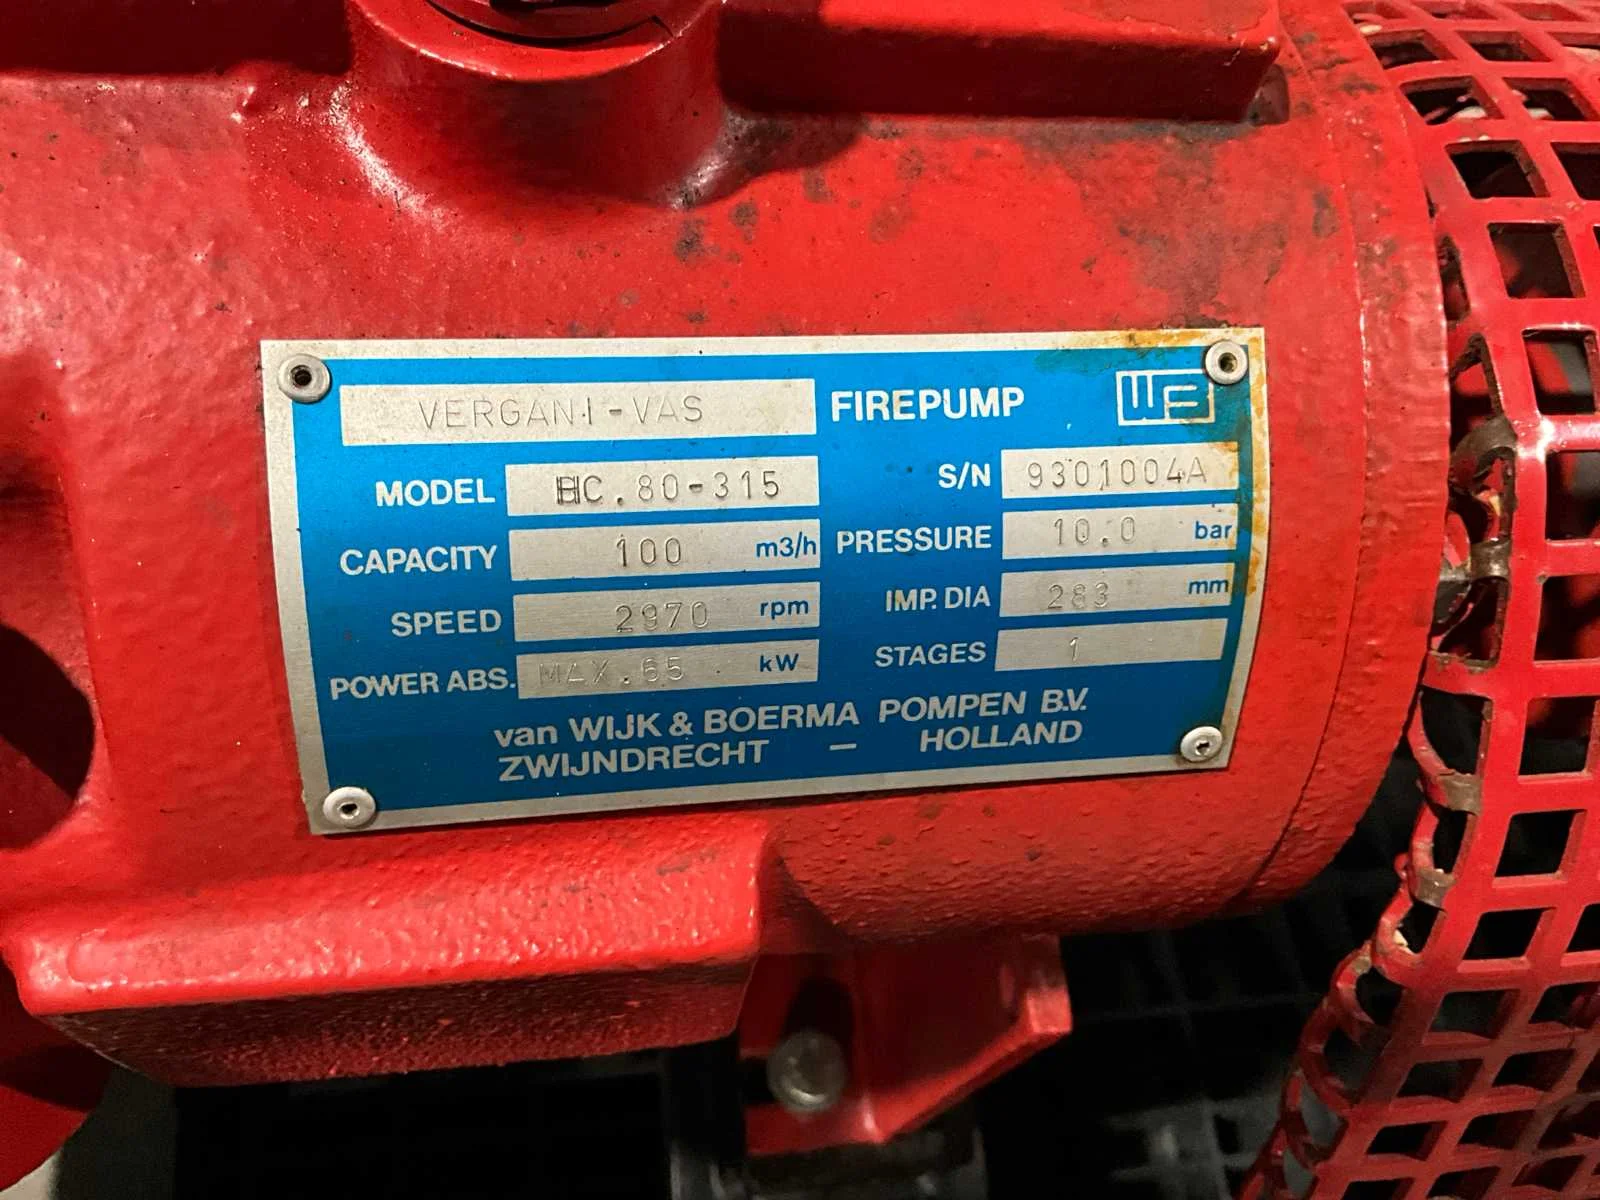 VERGANI-VAS FIREPUMP WB
MODEL HC.80-315 S/N 9301004A
CAPACITY 100 m3/h PRESSURE 10.0 bar
SPEED 2970 rpm IMP. DIA 283 mm
POWER ABS. MAX.65 kW STAGES 1
van WIJK & BOERMA POMPEN B.V.
ZWIJNDRECHT — HOLLAND